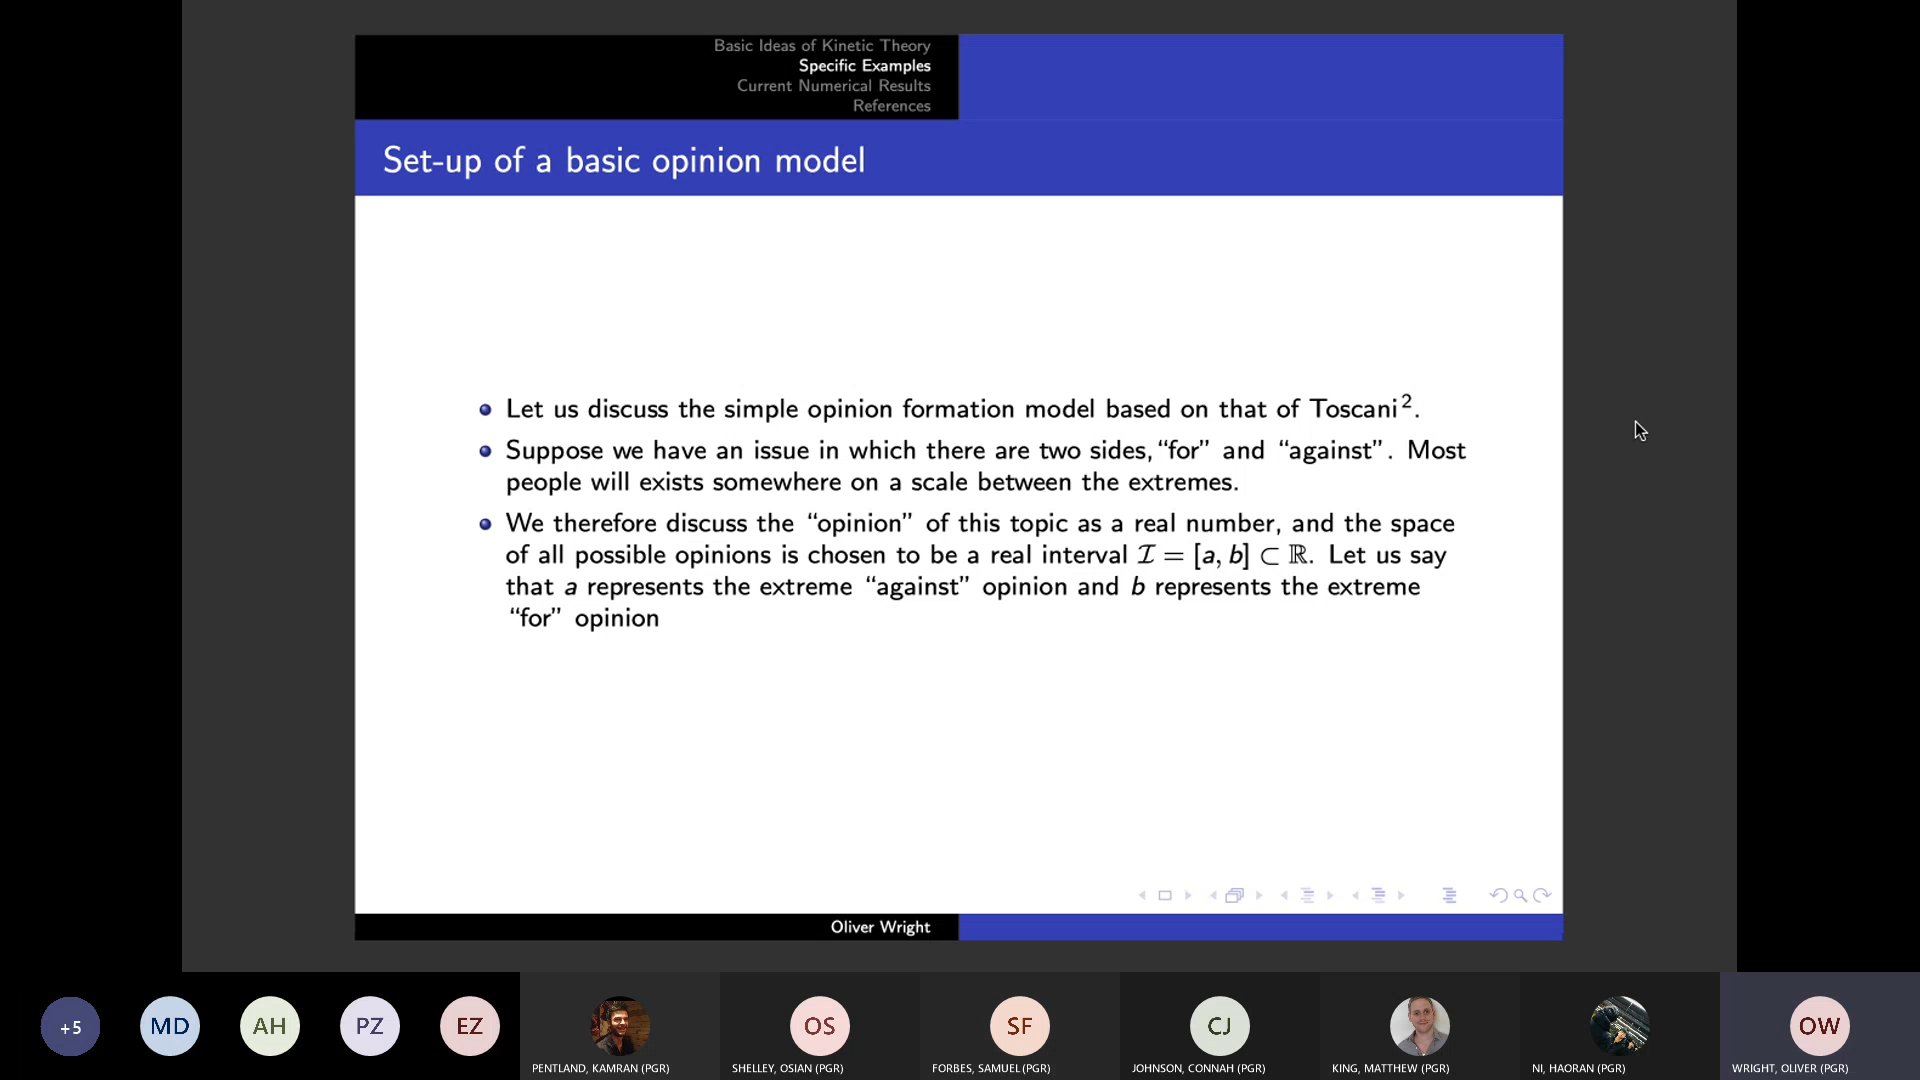 Basic Ideas of Kinetic Theory
Specific Examples
Current Numerical Results
References
Set-up of a basic opinion model
Let us discuss the simple opinion formation model based on that of Toscani².
Suppose we have an issue in which there are two sides,“for” and “against”. Most
people will exists somewhere on a scale between the extremes.
We therefore discuss the “opinion” of this topic as a real number, and the space
of all possible opinions is chosen to be a real interval ℐ = [a, b] ⊂ ℝ. Let us say
that a represents the extreme “against” opinion and b represents the extreme
“for” opinion
Oliver Wright
+5
MD
AH
PZ
EZ
OS
SF
CJ
OW
PENTLAND, KAMRAN (PGR)
SHELLEY, OSIAN (PGR)
FORBES, SAMUEL (PGR)
JOHNSON, CONNAH (PGR)
KING, MATTHEW (PGR)
NI, HAORAN (PGR)
WRIGHT, OLIVER (PGR)